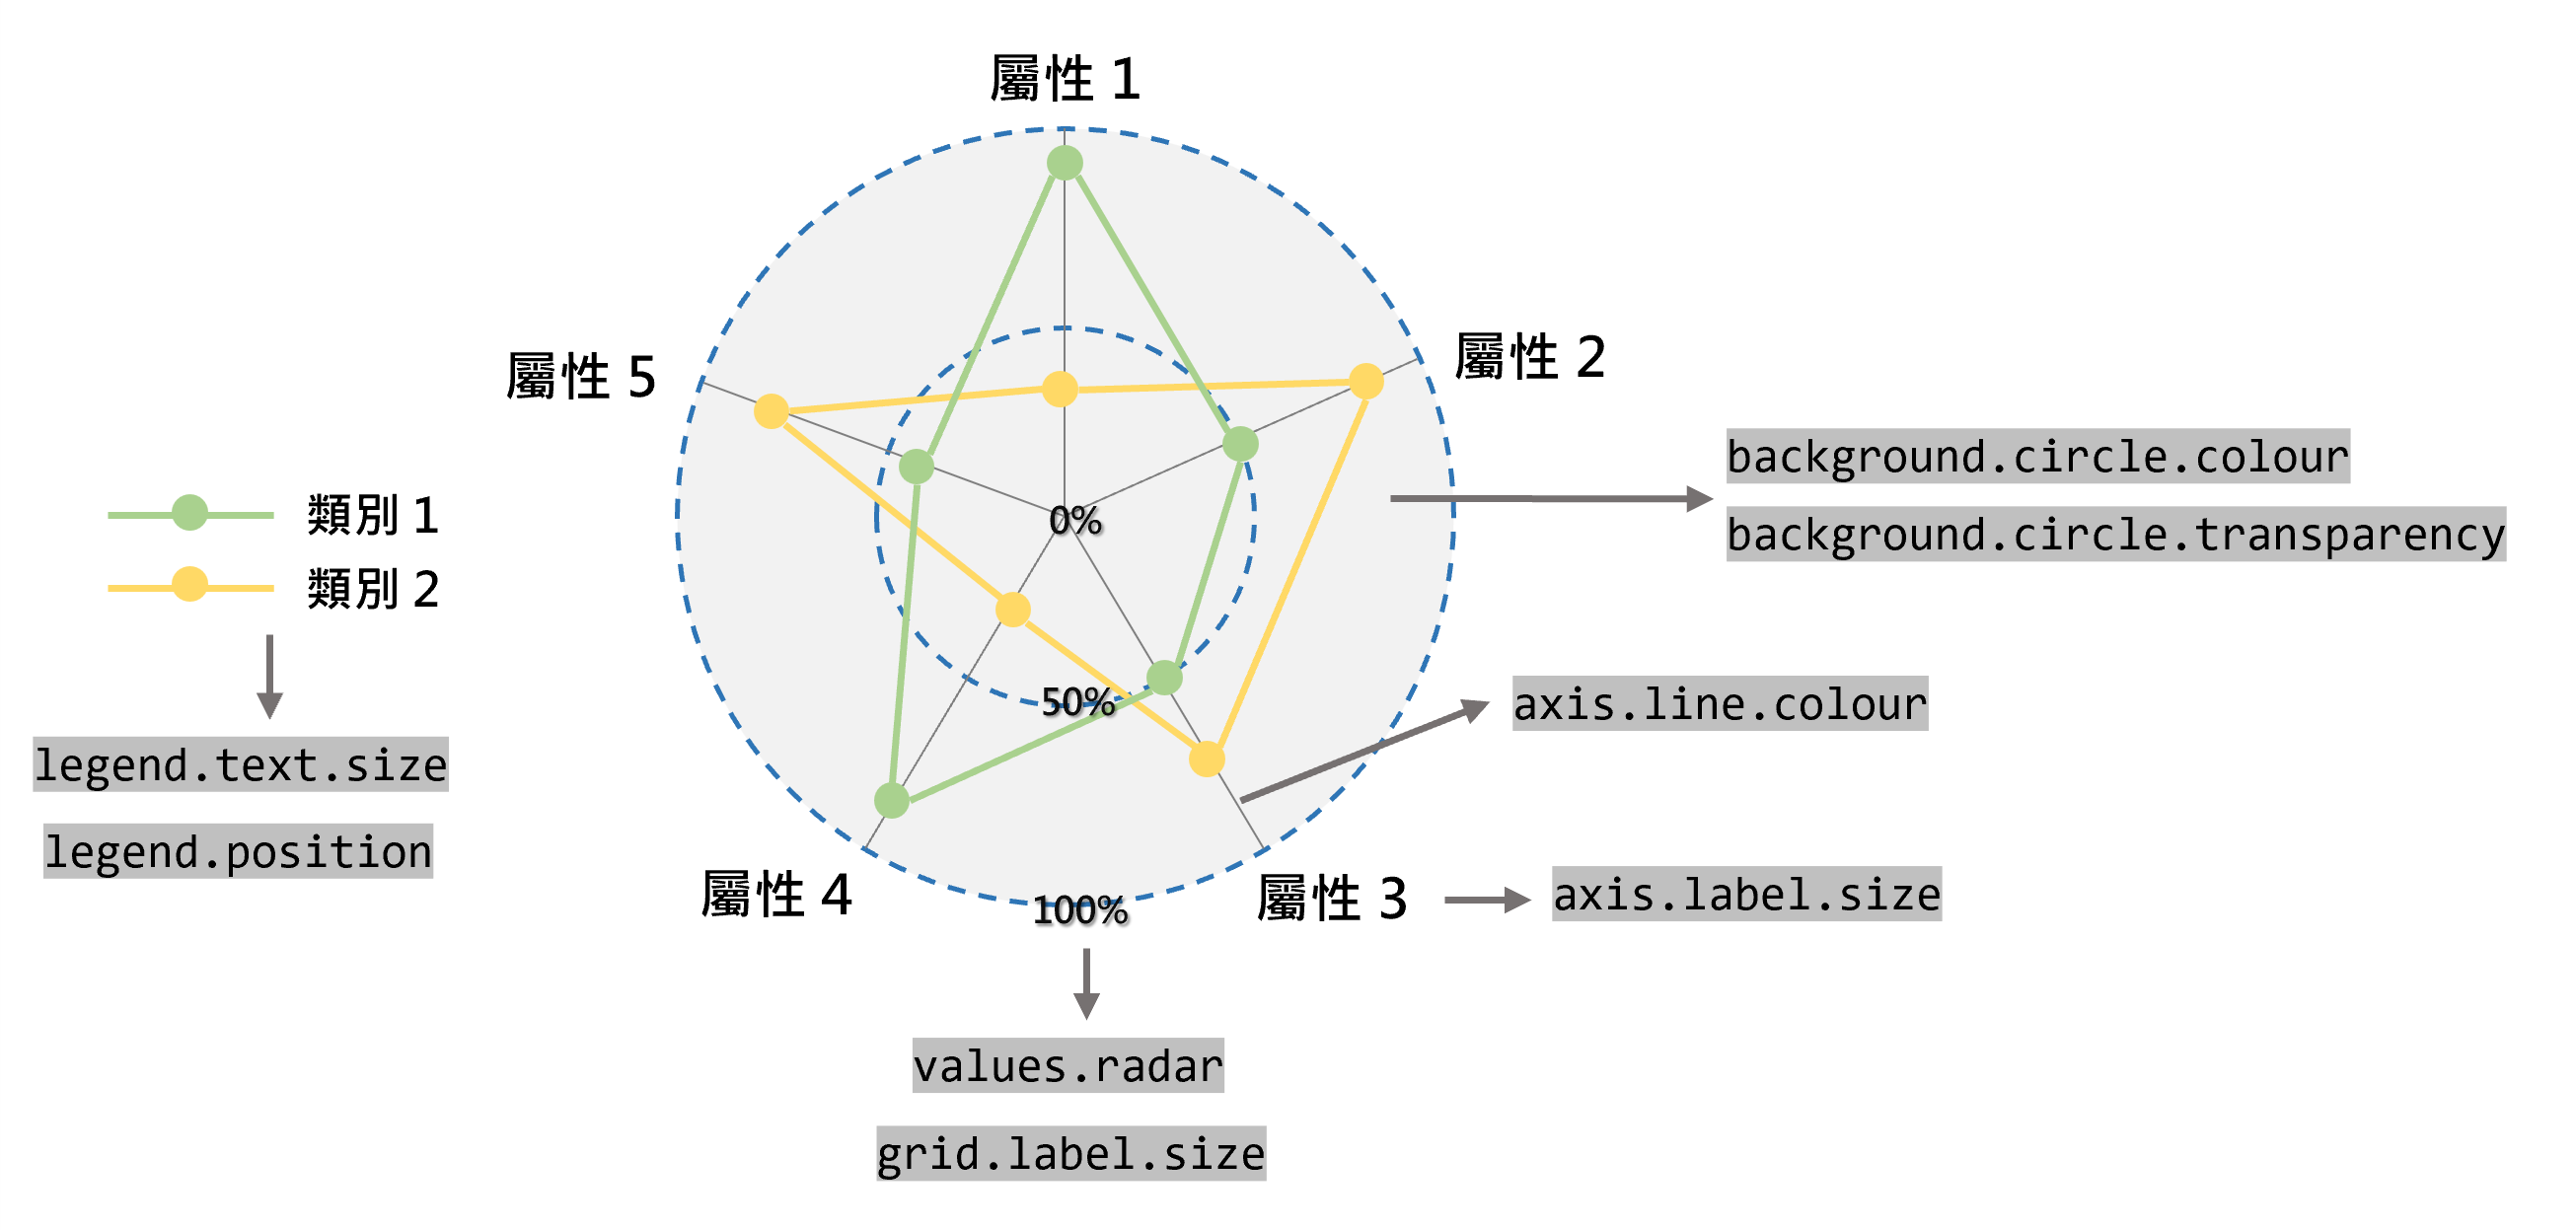 屬性 1
屬性 2
屬性 5
background.circle.colour
類別 1
0%
background.circle.transparency
類別 2
50%
axis.line.colour
legend.text.size
legend.position
屬性 4
100%
屬性 3
axis.label.size
values.radar
grid.label.size